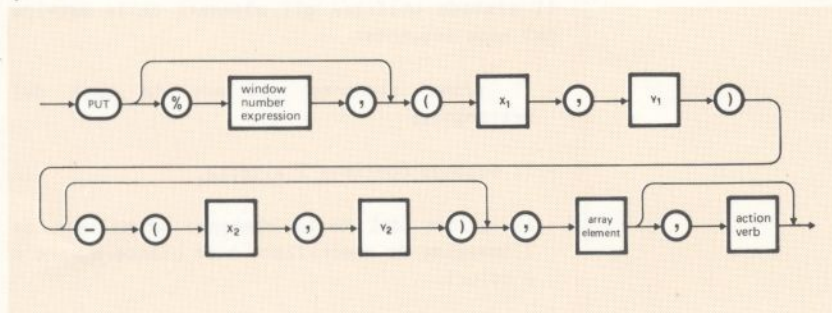 PUT % window number expression , ( X₁ , Y₁ )
− ( X₂ , Y₂ ) , array element , action verb